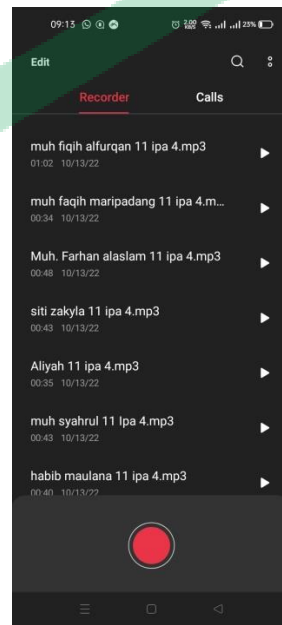 09:13 23%
Edit
Recorder Calls
muh fiqih alfurqan 11 ipa 4.mp3
01:02 10/13/22
muh faqih maripadang 11 ipa 4.m...
00:34 10/13/22
Muh. Farhan alaslam 11 ipa 4.mp3
00:48 10/13/22
siti zakyla 11 ipa 4.mp3
00:43 10/13/22
Aliyah 11 ipa 4.mp3
00:35 10/13/22
muh syahrul 11 Ipa 4.mp3
00:43 10/13/22
habib maulana 11 ipa 4.mp3
00:40 10/13/22